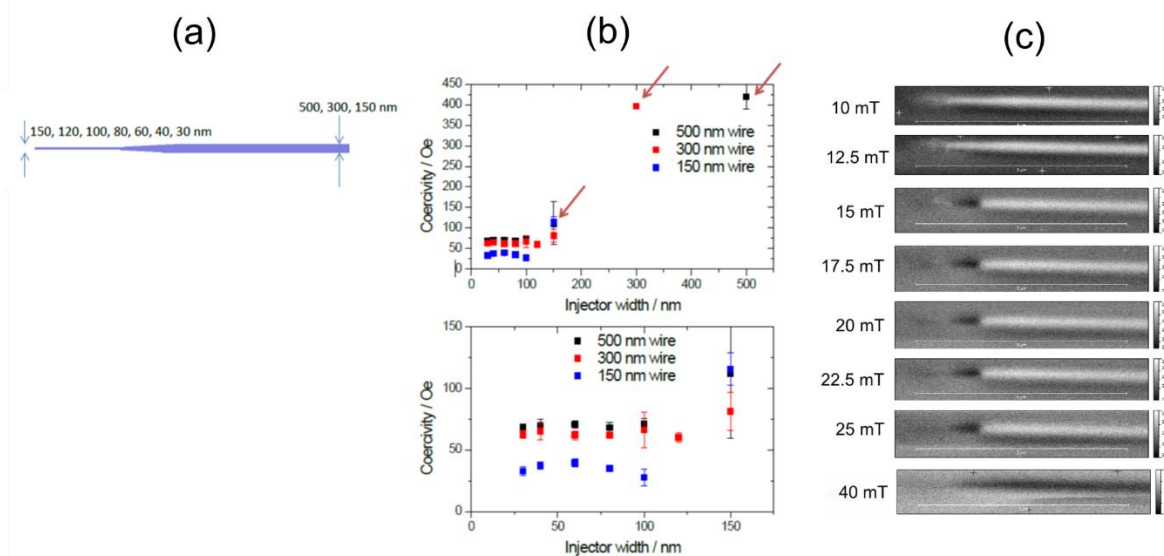 (a)
500, 300, 150 nm
150, 120, 100, 80, 60, 40, 30 nm
(b)
450
400
350
300
250
200
150
100
50
0
Coercivity / Oe
500 nm wire
300 nm wire
150 nm wire
0 100 200 300 400 500
Injector width / nm
150
100
50
0
Coercivity / Oe
500 nm wire
300 nm wire
150 nm wire
0 50 100 150
Injector width / nm
(c)
10 mT
12.5 mT
15 mT
17.5 mT
20 mT
22.5 mT
25 mT
40 mT